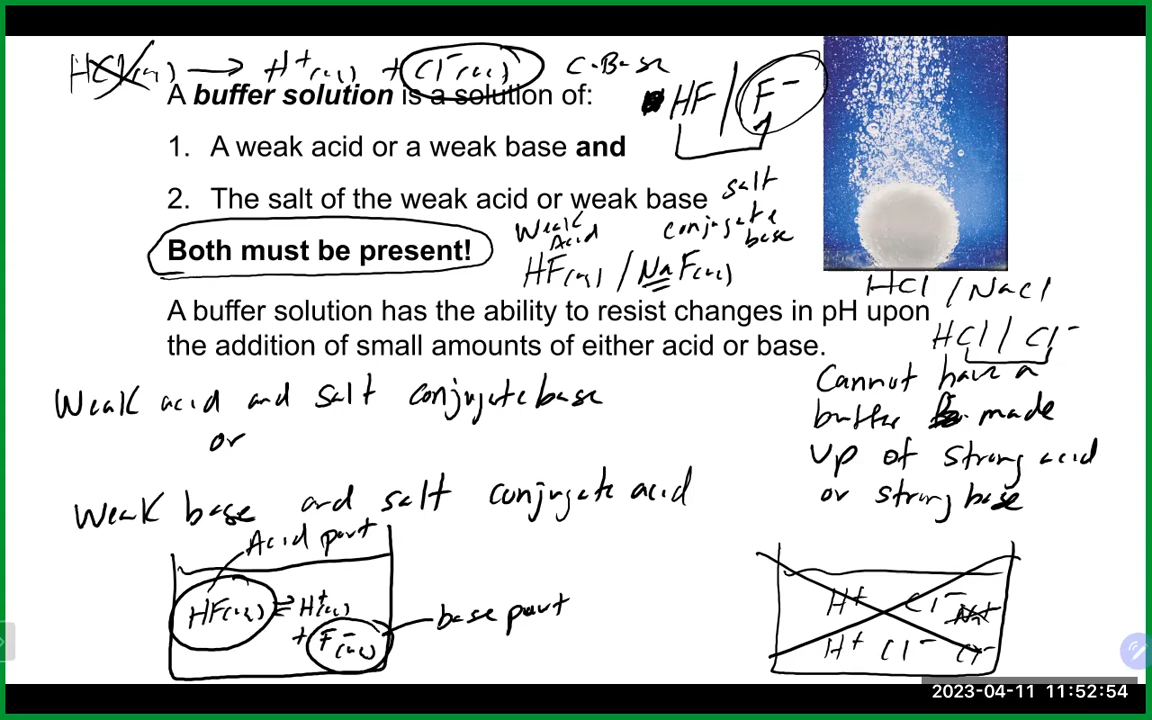 HCl(aq) → H+(aq) + Cl-(aq) C. Base
A buffer solution is a solution of:
HF / F-
1. A weak acid or a weak base and
2. The salt of the weak acid or weak base
salt
conjugate
base
Weak
Acid
Both must be present!
HF(aq) / NaF(aq)
HCl / NaCl
A buffer solution has the ability to resist changes in pH upon
the addition of small amounts of either acid or base.
HCl / Cl-
Cannot have a
buffer made
up of strong acid
or strong base
Weak acid and salt conjugate base
or
Weak base and salt conjugate acid
Acid part
HF(aq) ⇌ H+(aq)
+ F-(aq)
base part
H+ Cl-
H+ Cl- Cl-
2023-04-11 11:52:54